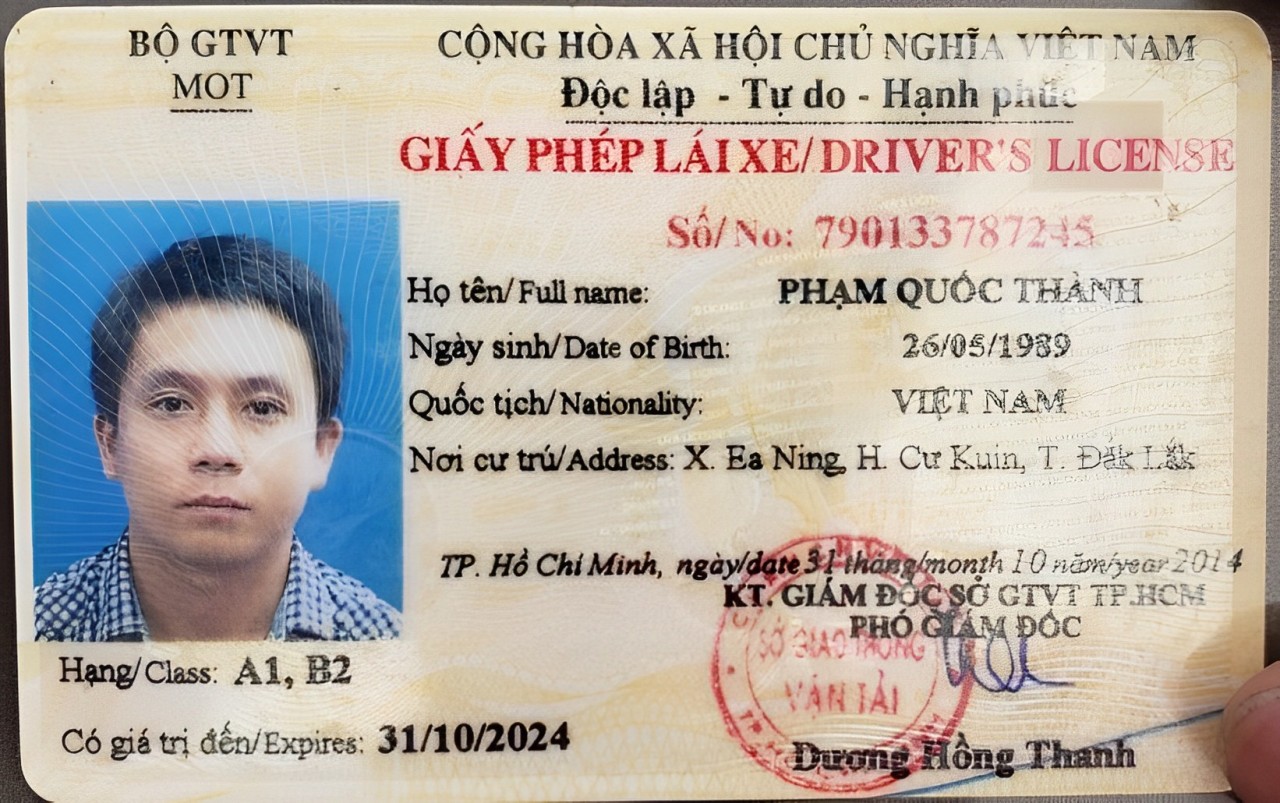 BỘ GTVT
MOT
CỘNG HÒA XÃ HỘI CHỦ NGHĨA VIỆT NAM
Độc lập - Tự do - Hạnh phúc
GIẤY PHÉP LÁI XE/DRIVER'S LICENSE
Số/No: 790133787245
Họ tên/Full name: PHẠM QUỐC THÀNH
Ngày sinh/Date of Birth: 26/05/1989
Quốc tịch/Nationality: VIỆT NAM
Nơi cư trú/Address: X. Ea Ning, H. Cư Kuin, T. Đăk Lăk
TP. Hồ Chí Minh, ngày/date 31 tháng/month 10 năm/year 2014
KT. GIÁM ĐỐC SỞ GTVT TP.HCM
PHÓ GIÁM ĐỐC
SỞ GIAO THÔNG
VẬN TẢI
Hạng/Class: A1, B2
Có giá trị đến/Expires: 31/10/2024
Dương Hồng Thanh